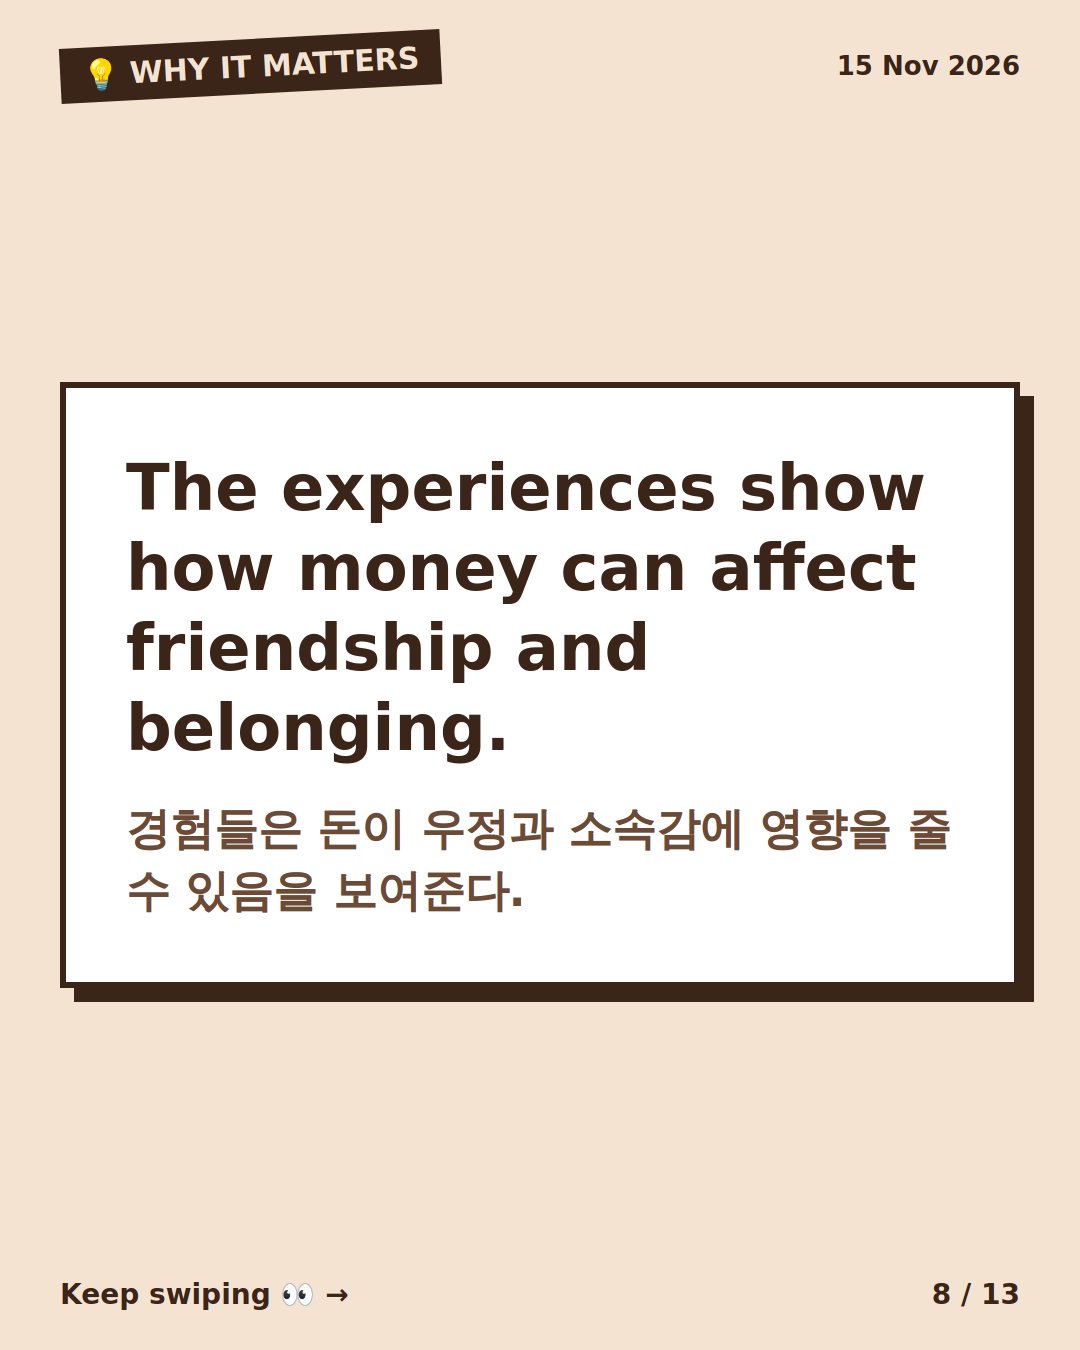 💡 WHY IT MATTERS
15 Nov 2026
The experiences show
how money can affect
friendship and
belonging.
경험들은 돈이 우정과 소속감에 영향을 줄
수 있음을 보여준다.
Keep swiping 👀 →
8 / 13